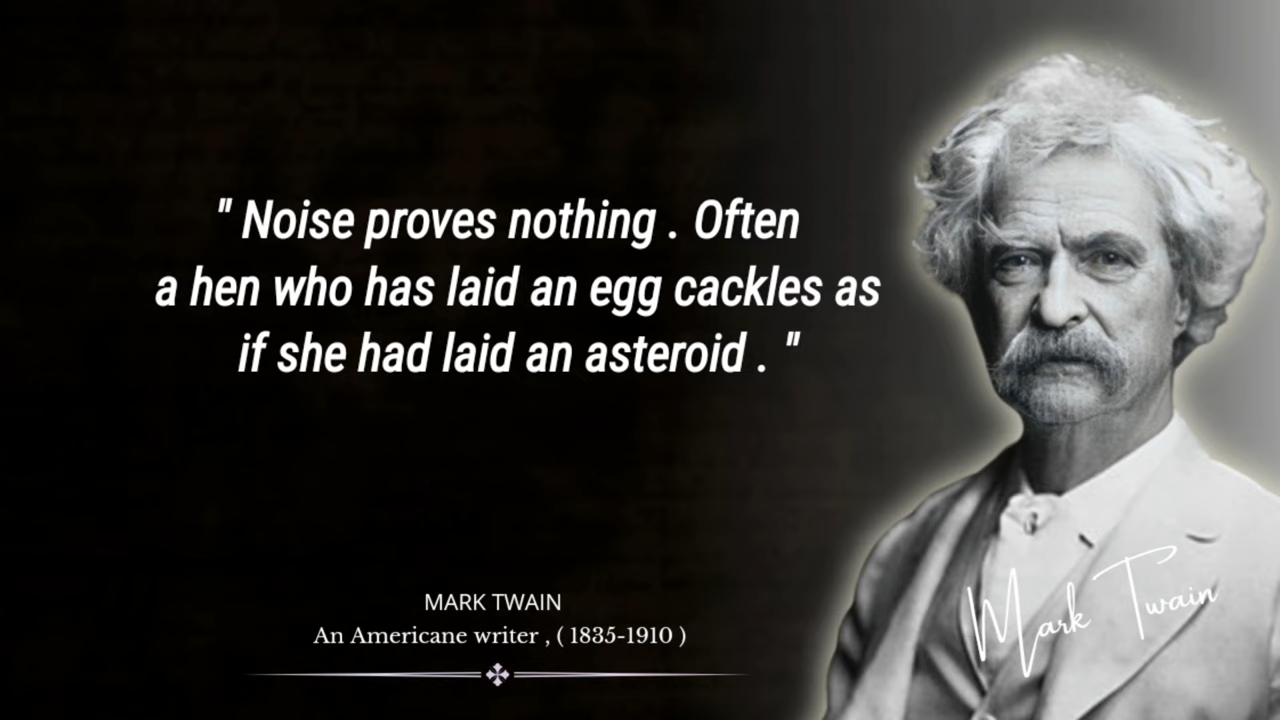 " Noise proves nothing . Often
a hen who has laid an egg cackles as
if she had laid an asteroid . "
MARK TWAIN
An Americane writer , ( 1835-1910 )
Mark Twain